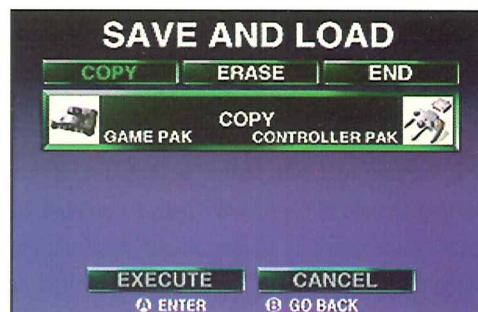 SAVE AND LOAD
COPY ERASE END
COPY
GAME PAK CONTROLLER PAK
EXECUTE CANCEL
A ENTER B GO BACK